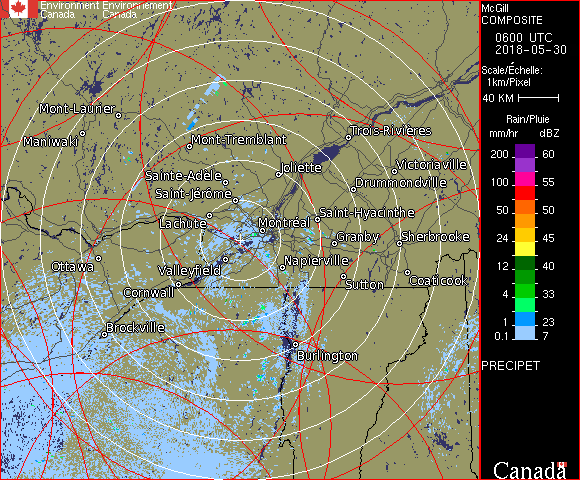 Environment Environnement
Canada Canada
McGill
COMPOSITE
0600 UTC
2018-05-30
Scale/Échelle:
1km/Pixel
40 KM
Rain/Pluie
mm/hr dBZ
200 60
100 55
50 50
24 45
12 40
4 33
1 23
0.1 7
PRECIPET
Canada
Mont-Laurier
Maniwaki
Mont-Tremblant
Trois-Rivières
Sainte-Adèle
Joliette
Victoriaville
Saint-Jérôme
Drummondville
Lachute
Montréal
Saint-Hyacinthe
Granby
Sherbrooke
Ottawa
Valleyfield
Napierville
Cornwall
Sutton
Coaticook
Brockville
Burlington